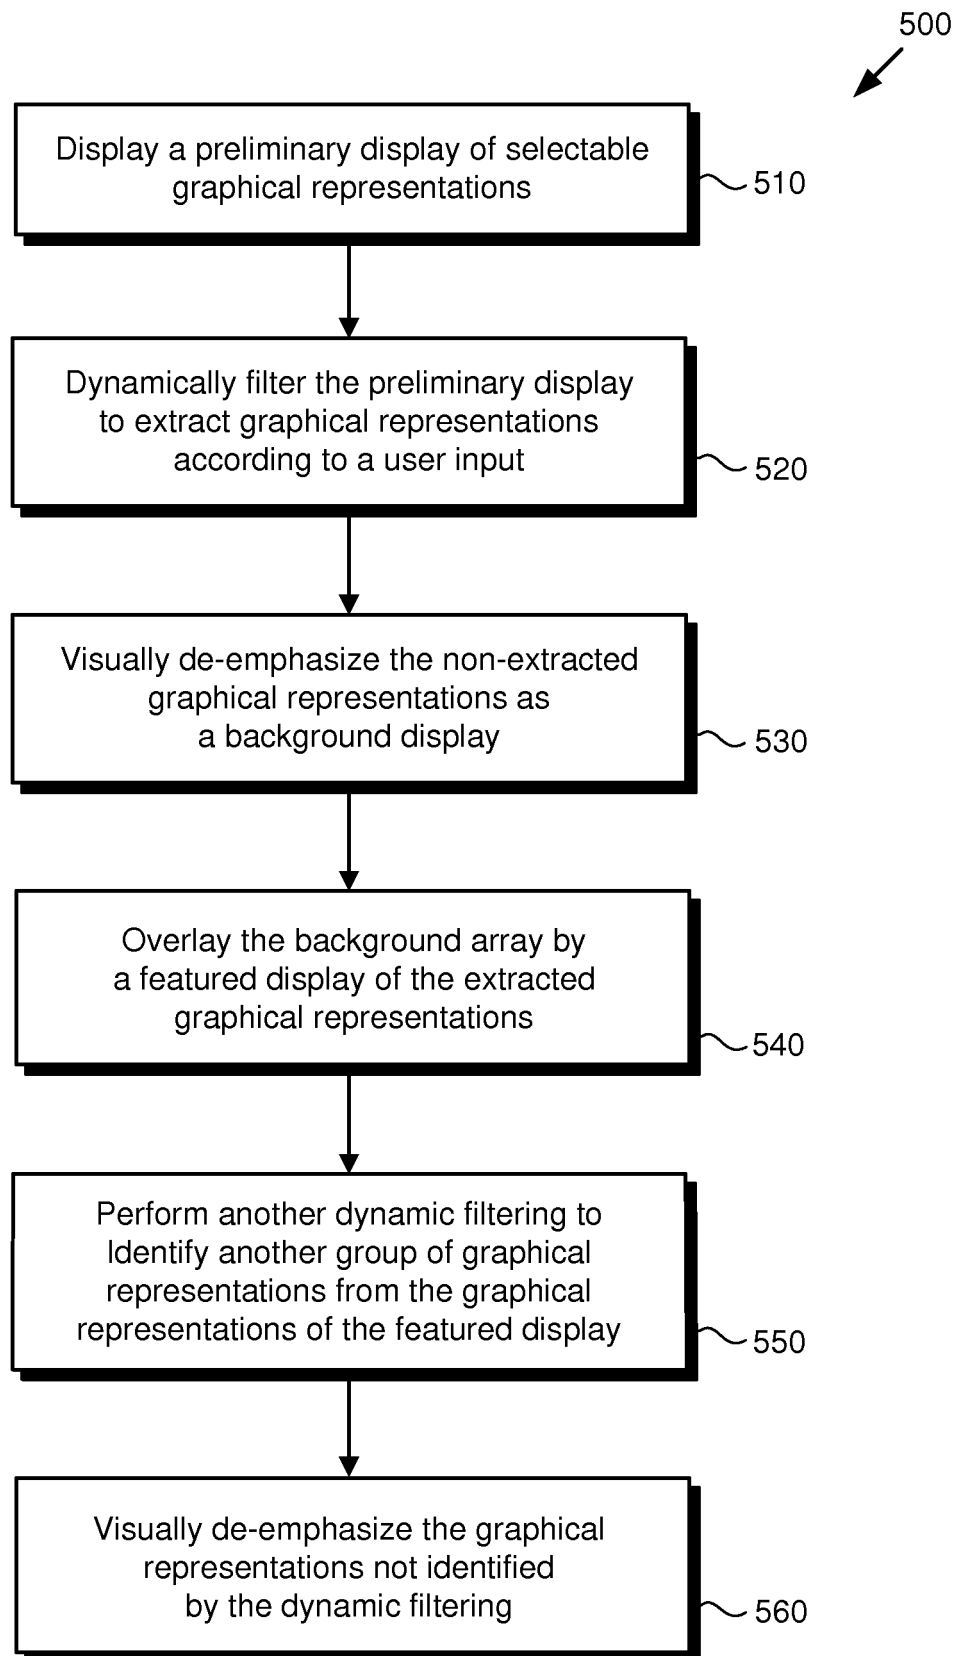 500
Display a preliminary display of selectable
graphical representations
510
Dynamically filter the preliminary display
to extract graphical representations
according to a user input
520
Visually de-emphasize the non-extracted
graphical representations as
a background display
530
Overlay the background array by
a featured display of the extracted
graphical representations
540
Perform another dynamic filtering to
Identify another group of graphical
representations from the graphical
representations of the featured display
550
Visually de-emphasize the graphical
representations not identified
by the dynamic filtering
560